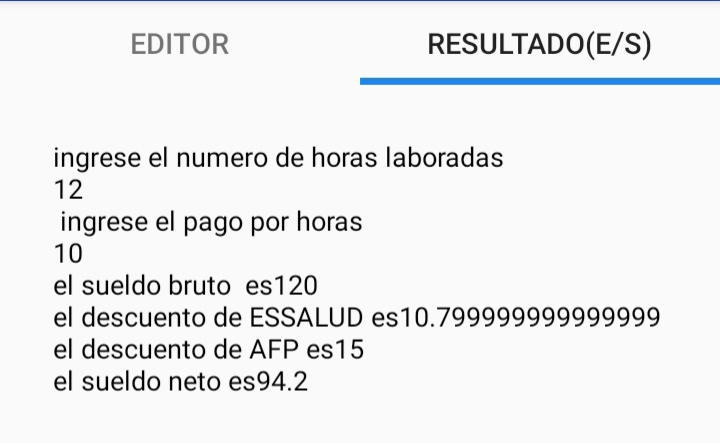 EDITOR RESULTADO(E/S)
ingrese el numero de horas laboradas
12
ingrese el pago por horas
10
el sueldo bruto  es120
el descuento de ESSALUD es10.799999999999999
el descuento de AFP es15
el sueldo neto es94.2